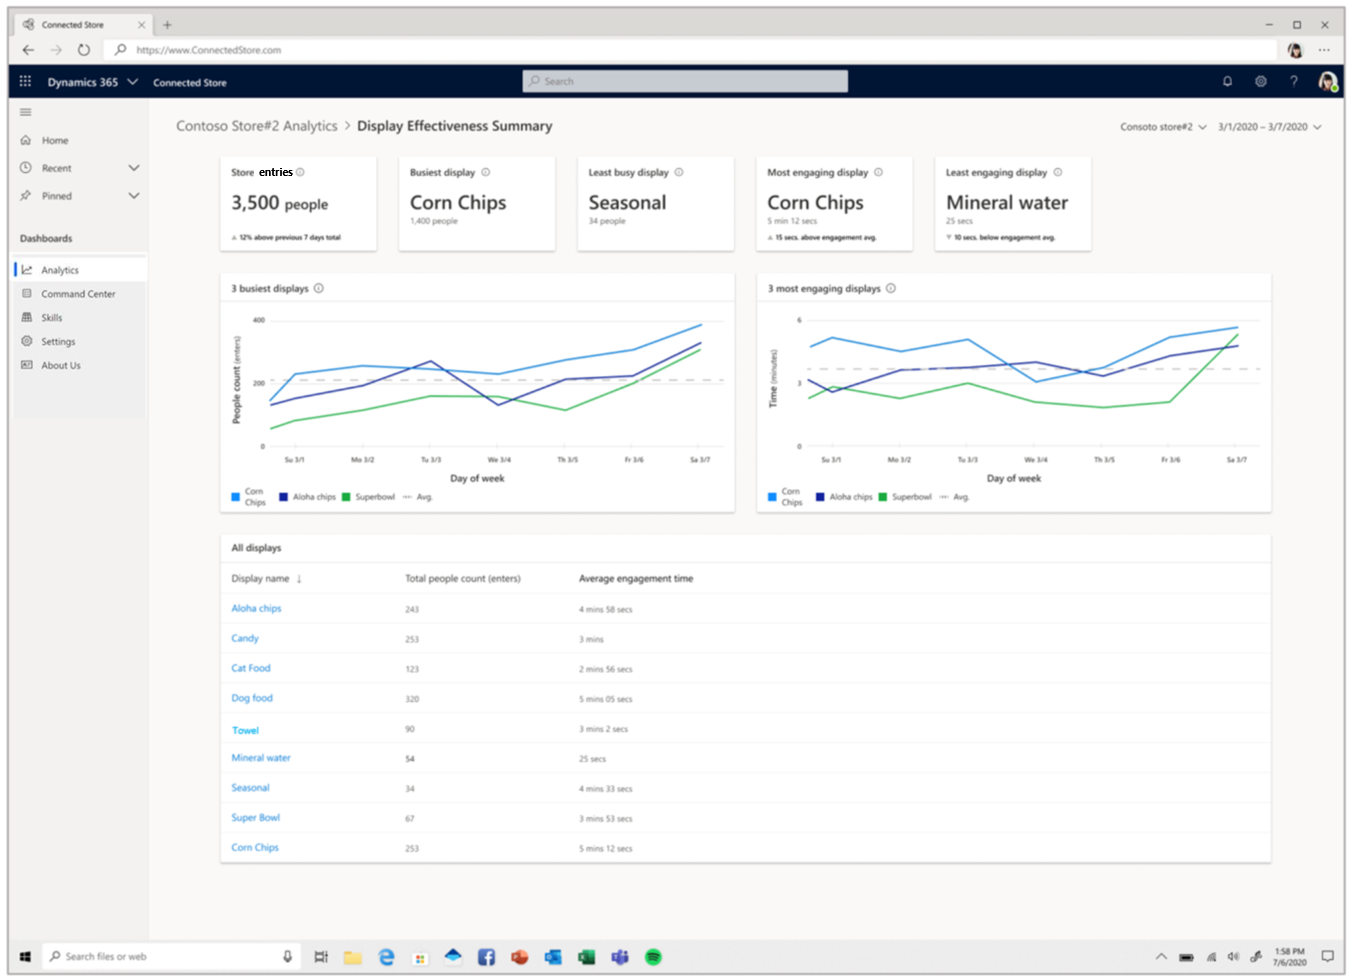 Connected Store
https://www.ConnectedStore.com
Dynamics 365
Connected Store
Search
?
Home
Recent
Pinned
Dashboards
Analytics
Command Center
Skills
Settings
About Us
Contoso Store#2 Analytics > Display Effectiveness Summary
Consoto store#2
3/1/2020 – 3/7/2020
Store entries
3,500 people
12% above previous 7 days total
Busiest display
Corn Chips
1,400 people
Least busy display
Seasonal
34 people
Most engaging display
Corn Chips
5 min 12 secs
15 secs. above engagement avg.
Least engaging display
Mineral water
25 secs
10 secs. below engagement avg.
3 busiest displays
People count (enters)
400
200
0
Su 3/1 Mo 3/2 Tu 3/3 We 3/4 Th 3/5 Fr 3/6 Sa 3/7
Day of week
Corn Chips Aloha chips Superbowl Avg.
3 most engaging displays
Time (minutes)
6
3
0
Su 3/1 Mo 3/2 Tu 3/3 We 3/4 Th 3/5 Fr 3/6 Sa 3/7
Day of week
Corn Chips Aloha chips Superbowl Avg.
All displays
Display name ↓ Total people count (enters) Average engagement time
Aloha chips 243 4 mins 58 secs
Candy 253 3 mins
Cat Food 123 2 mins 56 secs
Dog food 320 5 mins 05 secs
Towel 90 3 mins 2 secs
Mineral water 54 25 secs
Seasonal 34 4 mins 33 secs
Super Bowl 67 3 mins 53 secs
Corn Chips 253 5 mins 12 secs
Search files or web
1:58 PM
7/6/2020